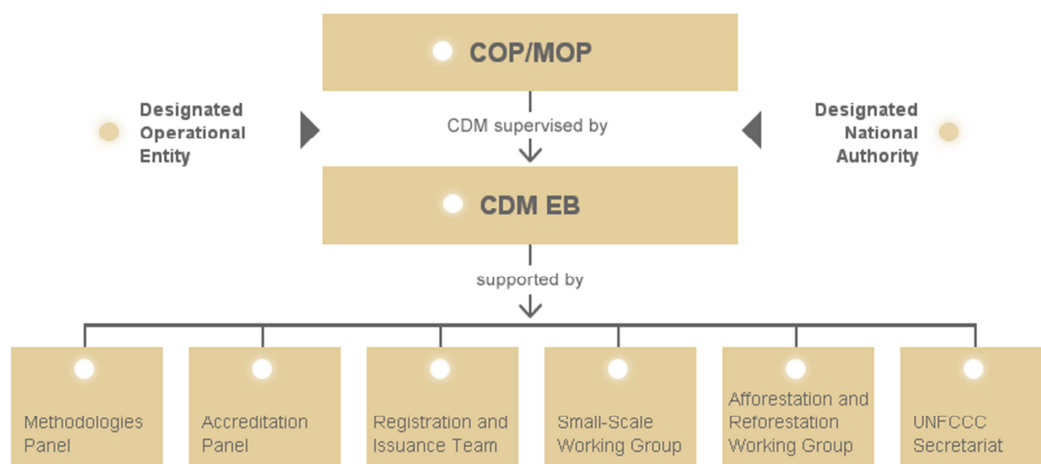 COP/MOP
Designated
Operational
Entity
CDM supervised by
Designated
National
Authority
CDM EB
supported by
Methodologies
Panel
Accreditation
Panel
Registration and
Issuance Team
Small-Scale
Working Group
Afforestation and
Reforestation
Working Group
UNFCCC
Secretariat